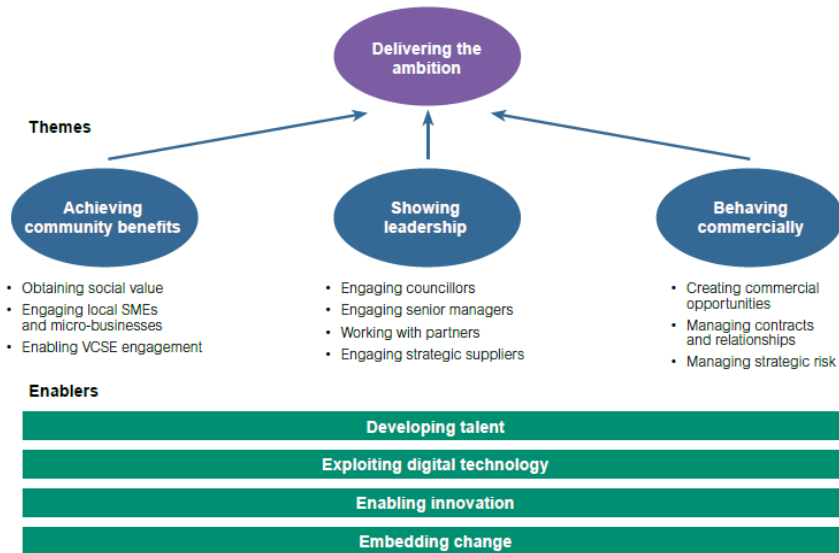 Delivering the
ambition
Themes
Achieving
community benefits
Showing
leadership
Behaving
commercially
• Obtaining social value
• Engaging local SMEs
and micro-businesses
• Enabling VCSE engagement
• Engaging councillors
• Engaging senior managers
• Working with partners
• Engaging strategic suppliers
• Creating commercial
opportunities
• Managing contracts
and relationships
• Managing strategic risk
Enablers
Developing talent
Exploiting digital technology
Enabling innovation
Embedding change